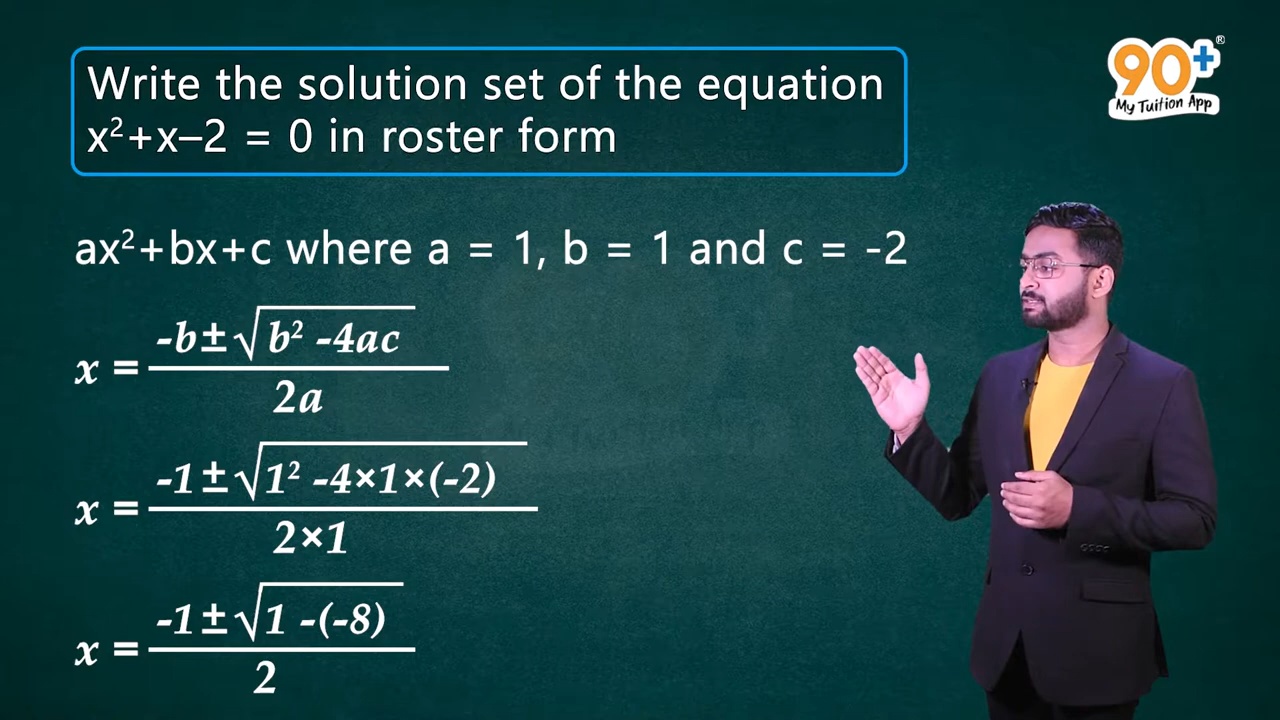 Write the solution set of the equation
x²+x–2 = 0 in roster form
90+®
My Tuition App
ax²+bx+c where a = 1, b = 1 and c = -2
x = (-b±√(b² -4ac))/(2a)
x = (-1±√(1² -4×1×(-2)))/(2×1)
x = (-1±√(1 -(-8)))/2